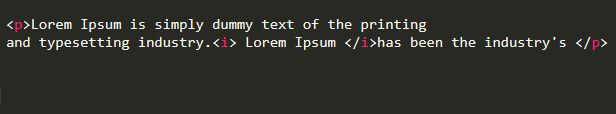 <p>Lorem Ipsum is simply dummy text of the printing
and typesetting industry.<i> Lorem Ipsum </i>has been the industry's </p>